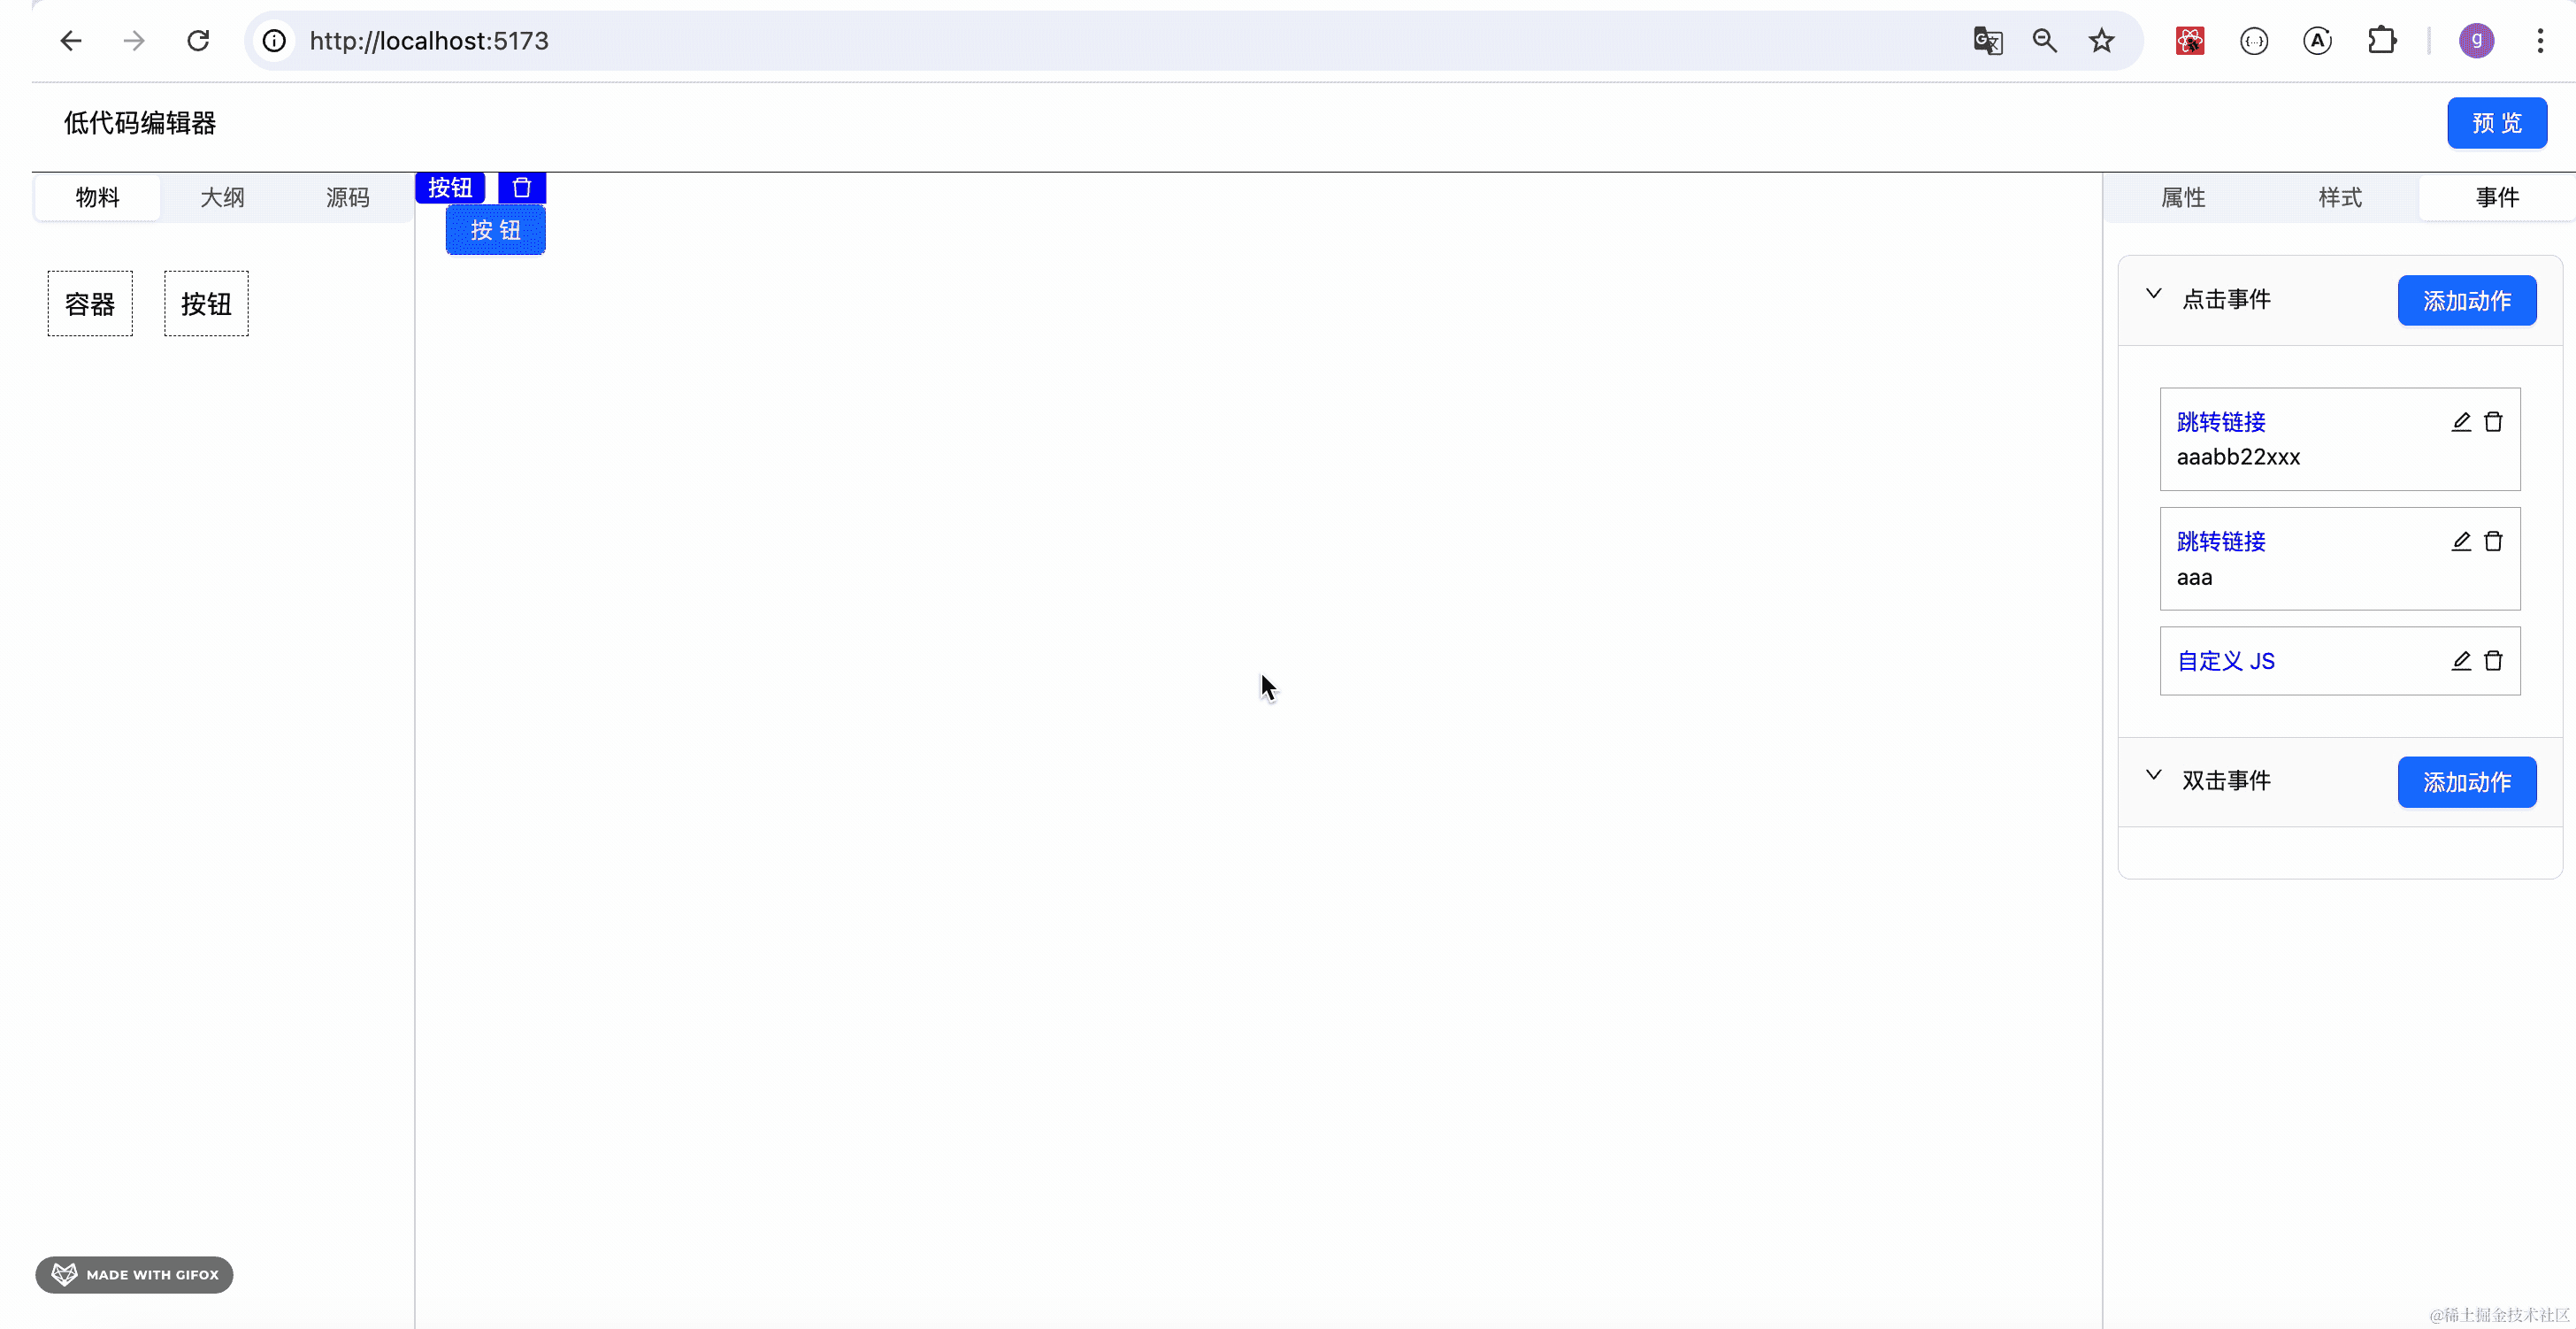 http://localhost:5173
g
低代码编辑器
预 览
物料
大纲
源码
按钮
按 钮
容器
按钮
属性
样式
事件
点击事件
添加动作
跳转链接
aaabb22xxx
跳转链接
aaa
自定义 JS
双击事件
添加动作
MADE WITH GIFOX
@稀土掘金技术社区